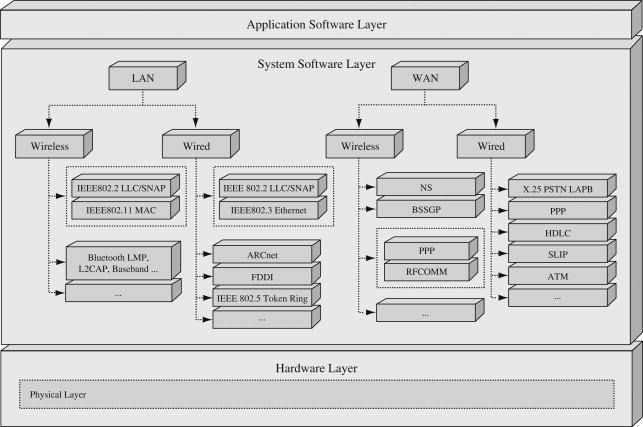 Application Software Layer
System Software Layer
LAN
WAN
Wireless
Wired
Wireless
Wired
IEEE802.2 LLC/SNAP
IEEE802.11 MAC
Bluetooth LMP,
L2CAP, Baseband ...
...
IEEE 802.2 LLC/SNAP
IEEE802.3 Ethernet
ARCnet
FDDI
IEEE 802.5 Token Ring
...
NS
BSSGP
PPP
RFCOMM
...
X.25 PSTN LAPB
PPP
HDLC
SLIP
ATM
...
Hardware Layer
Physical Layer